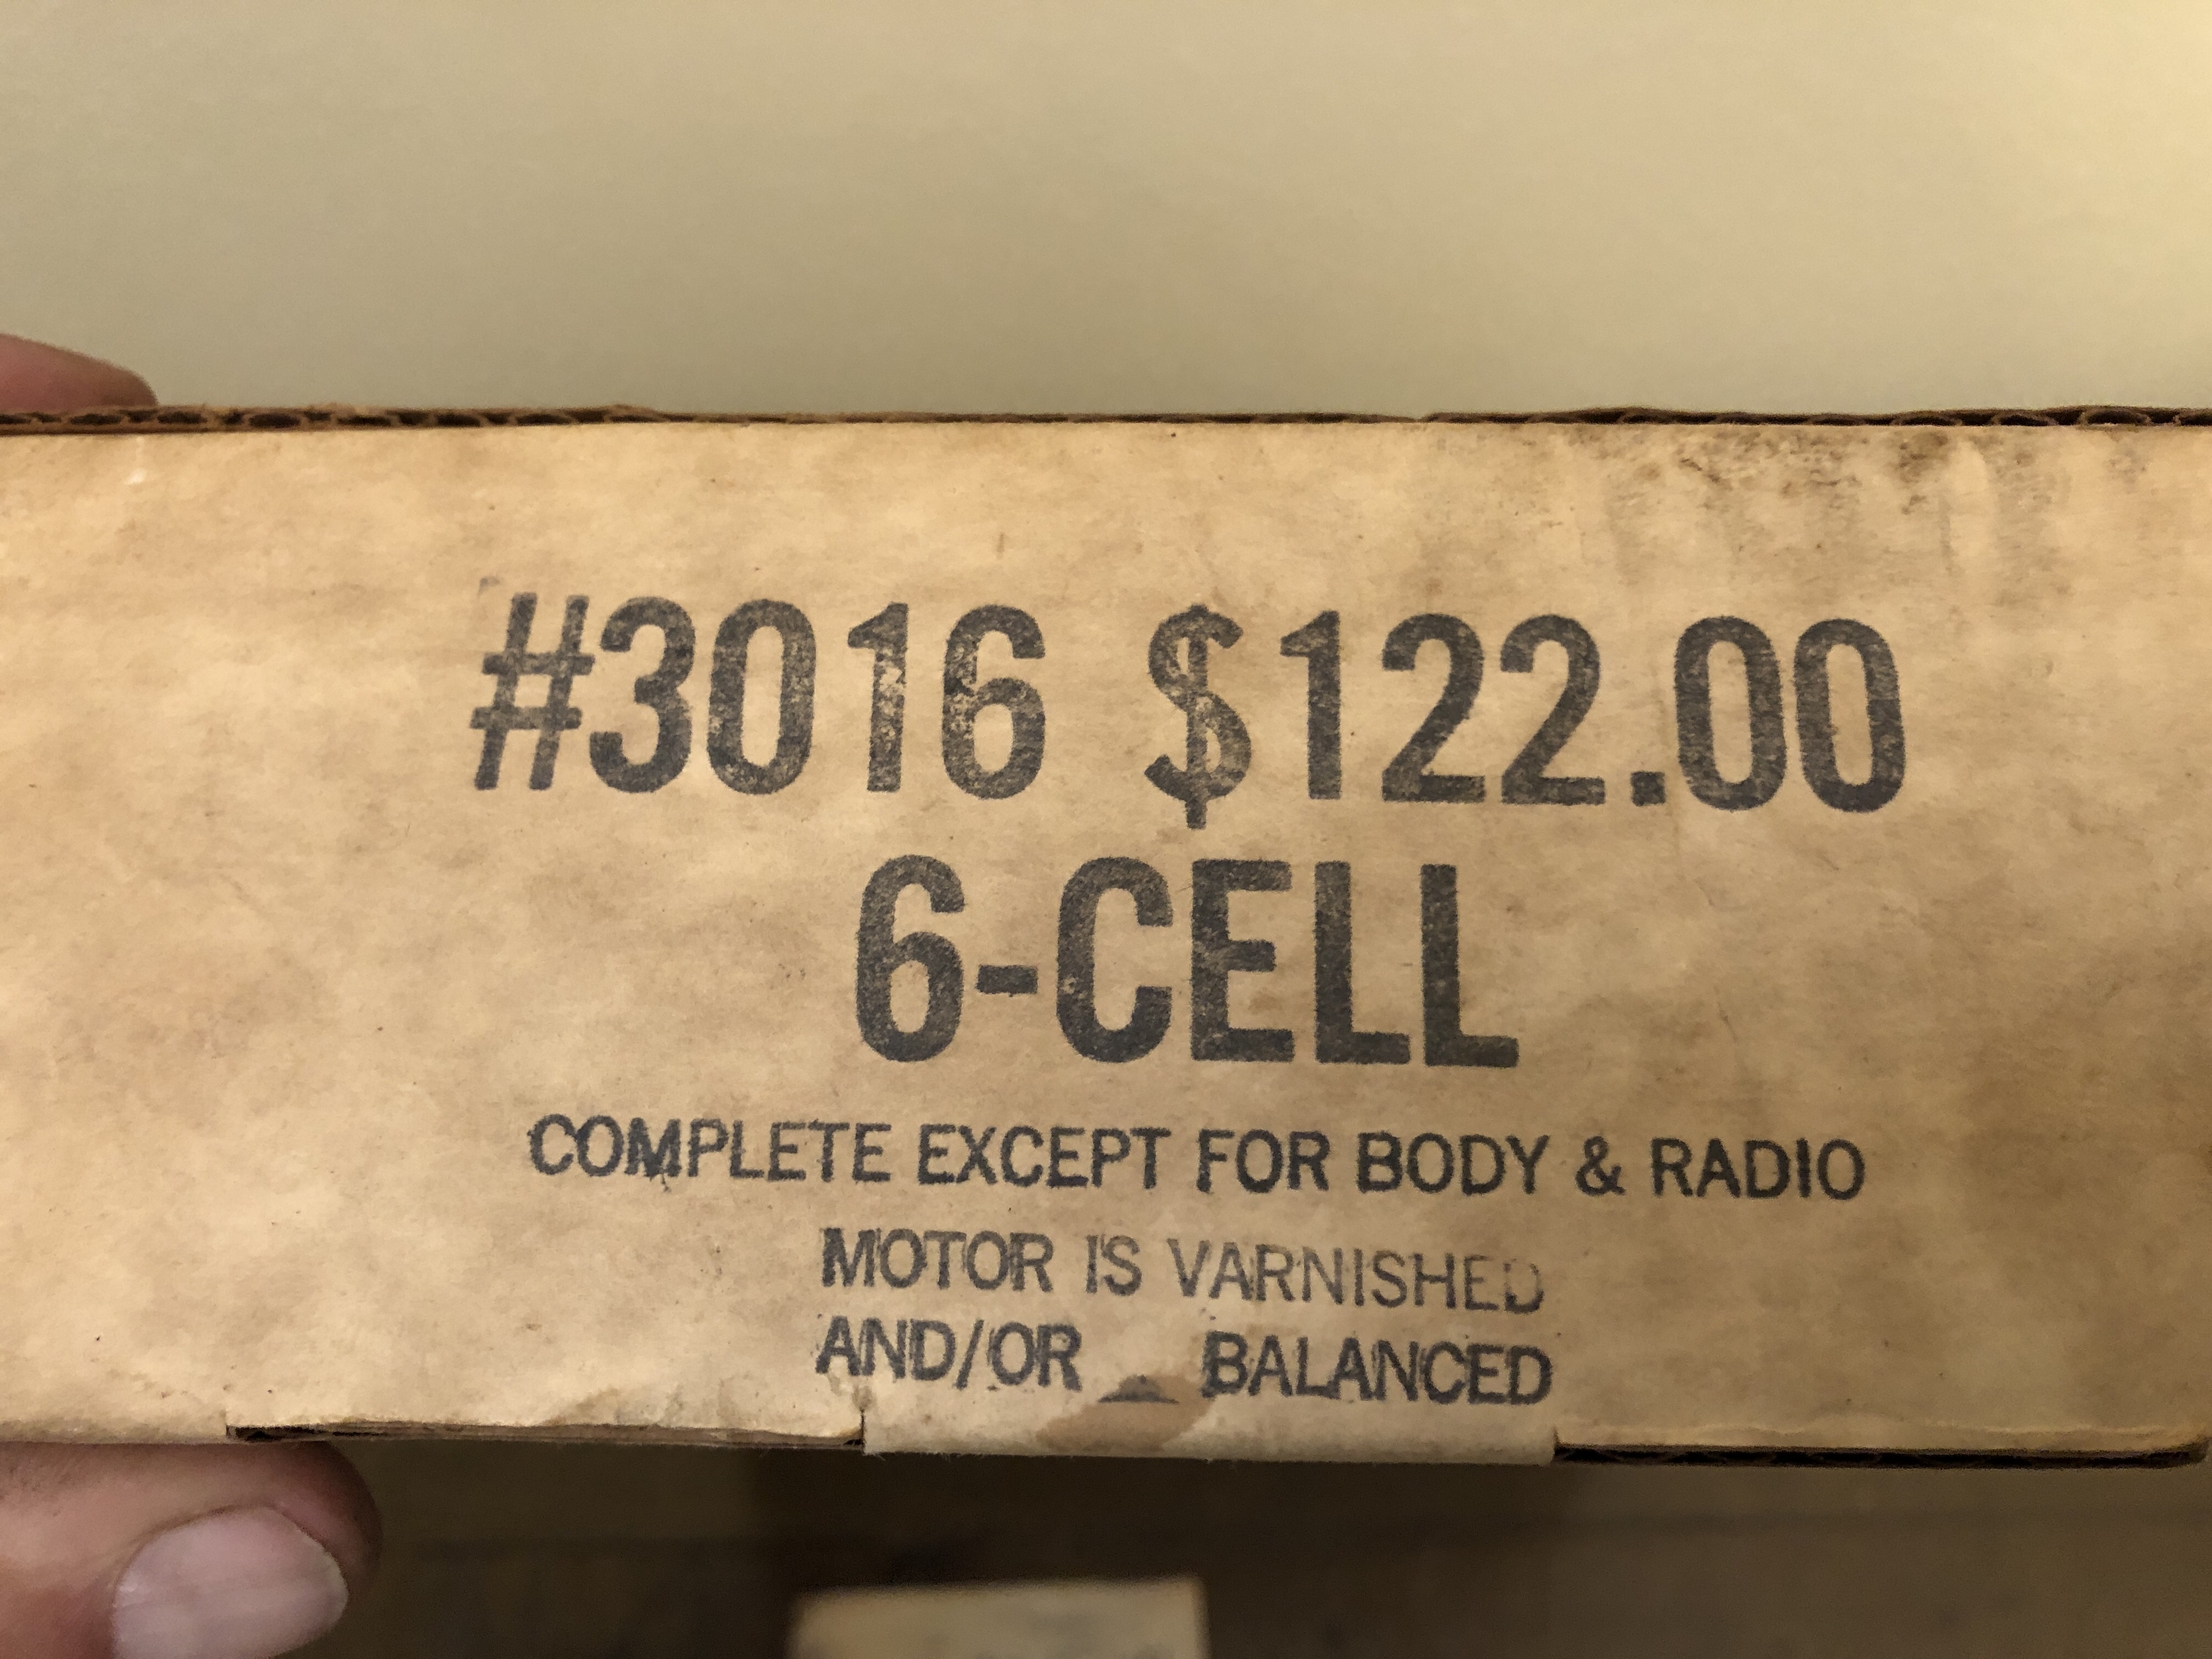 #3016 $122.00
6-CELL
COMPLETE EXCEPT FOR BODY & RADIO
MOTOR IS VARNISHED
AND/OR BALANCED